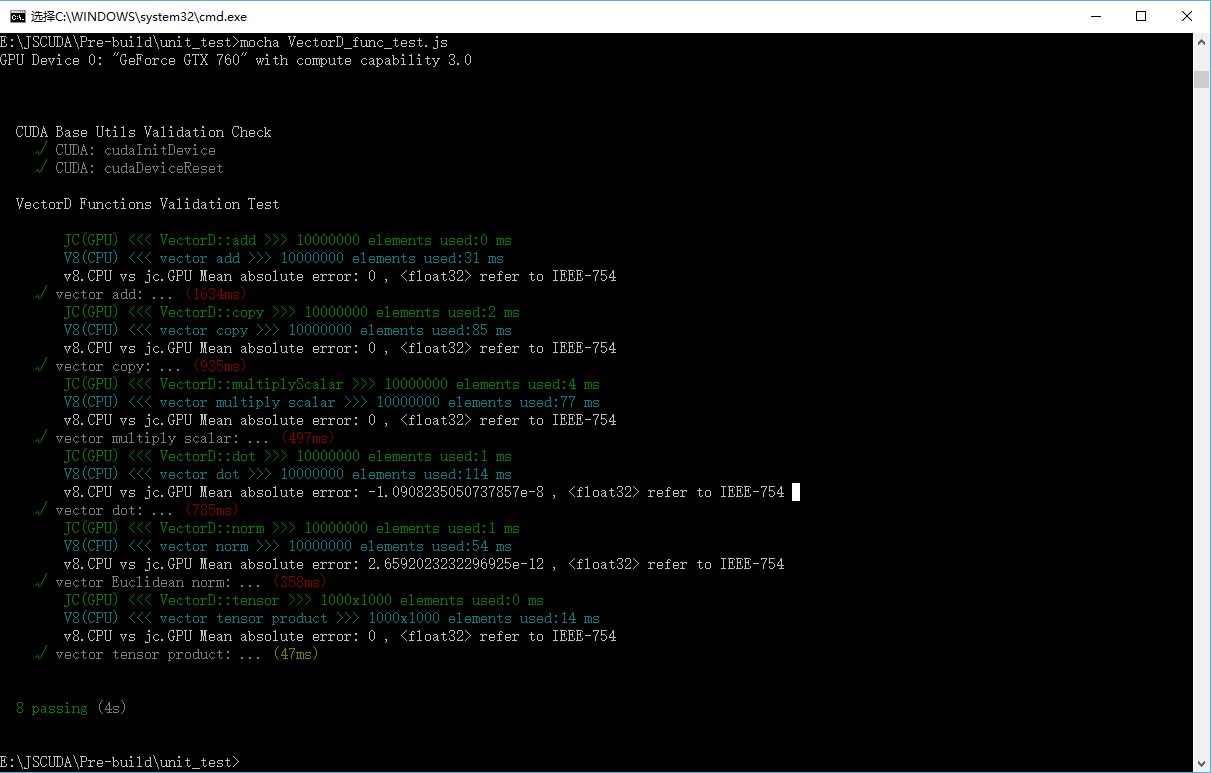 选择C:\WINDOWS\system32\cmd.exe
E:\JSCUDA\Pre-build\unit_test>mocha VectorD_func_test.js
GPU Device 0: "GeForce GTX 760" with compute capability 3.0
CUDA Base Utils Validation Check
√ CUDA: cudaInitDevice
√ CUDA: cudaDeviceReset
VectorD Functions Validation Test
JC(GPU) <<< VectorD::add >>> 10000000 elements used:0 ms
V8(CPU) <<< vector add >>> 10000000 elements used:31 ms
v8.CPU vs jc.GPU Mean absolute error: 0 , <float32> refer to IEEE-754
√ vector add: ... (1634ms)
JC(GPU) <<< VectorD::copy >>> 10000000 elements used:2 ms
V8(CPU) <<< vector copy >>> 10000000 elements used:85 ms
v8.CPU vs jc.GPU Mean absolute error: 0 , <float32> refer to IEEE-754
√ vector copy: ... (935ms)
JC(GPU) <<< VectorD::multiplyScalar >>> 10000000 elements used:4 ms
V8(CPU) <<< vector multiply scalar >>> 10000000 elements used:77 ms
v8.CPU vs jc.GPU Mean absolute error: 0 , <float32> refer to IEEE-754
√ vector multiply scalar: ... (497ms)
JC(GPU) <<< VectorD::dot >>> 10000000 elements used:1 ms
V8(CPU) <<< vector dot >>> 10000000 elements used:114 ms
v8.CPU vs jc.GPU Mean absolute error: -1.0908235050737857e-8 , <float32> refer to IEEE-754
√ vector dot: ... (785ms)
JC(GPU) <<< VectorD::norm >>> 10000000 elements used:1 ms
V8(CPU) <<< vector norm >>> 10000000 elements used:54 ms
v8.CPU vs jc.GPU Mean absolute error: 2.6592023232296925e-12 , <float32> refer to IEEE-754
√ vector Euclidean norm: ... (358ms)
JC(GPU) <<< VectorD::tensor >>> 1000x1000 elements used:0 ms
V8(CPU) <<< vector tensor product >>> 1000x1000 elements used:14 ms
v8.CPU vs jc.GPU Mean absolute error: 0 , <float32> refer to IEEE-754
√ vector tensor product: ... (47ms)
8 passing (4s)
E:\JSCUDA\Pre-build\unit_test>